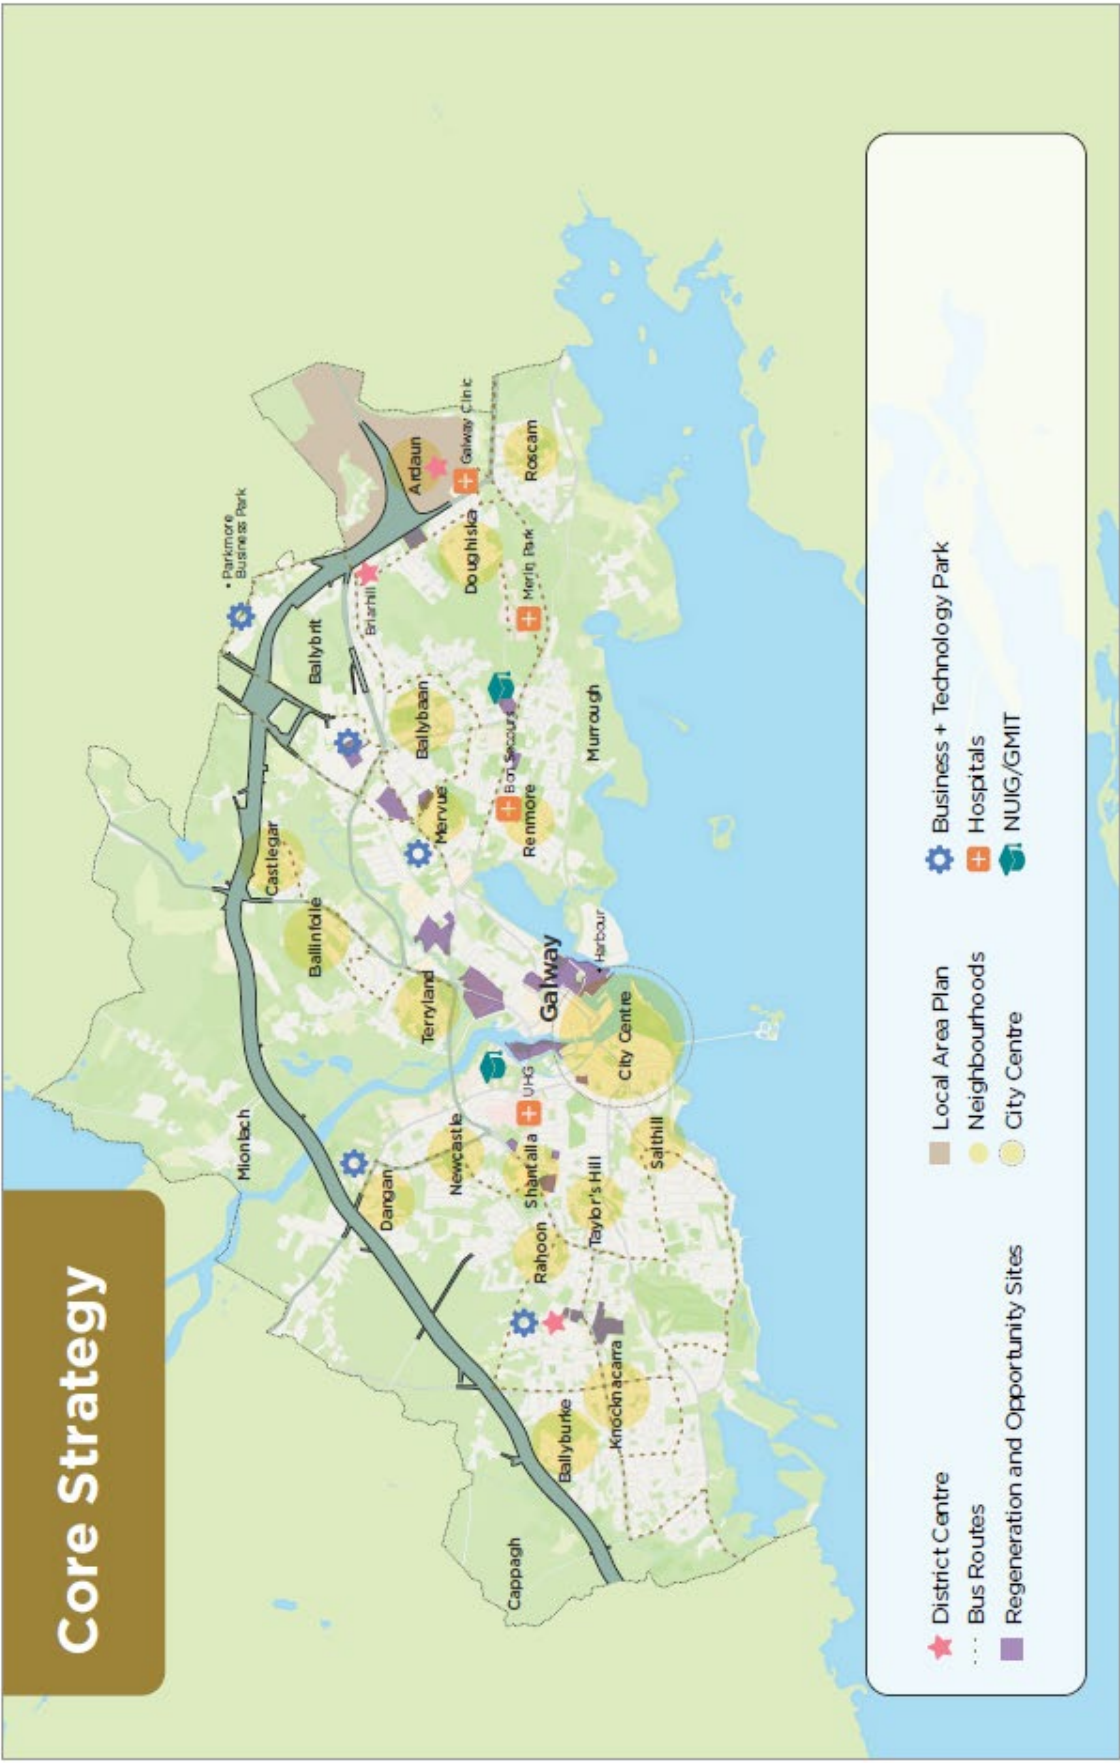 Core Strategy
• Parkmore
Business Park
Ardaun
Galway Clinic
Roscam
Doughiska
Merlin Park
Briarhill
Ballybrit
Ballybaan
Bon Secours
Murrough
Mervue
Renmore
Castlegar
Ballinfoile
Terryland
Galway
• Harbour
City Centre
UHG
Mionlach
Newcastle
Dangan
Shantalla
Salthill
Taylor's Hill
Rahoon
Knocknacarra
Ballyburke
Cappagh
District Centre
Bus Routes
Regeneration and Opportunity Sites
Local Area Plan
Neighbourhoods
City Centre
Business + Technology Park
Hospitals
NUIG/GMIT